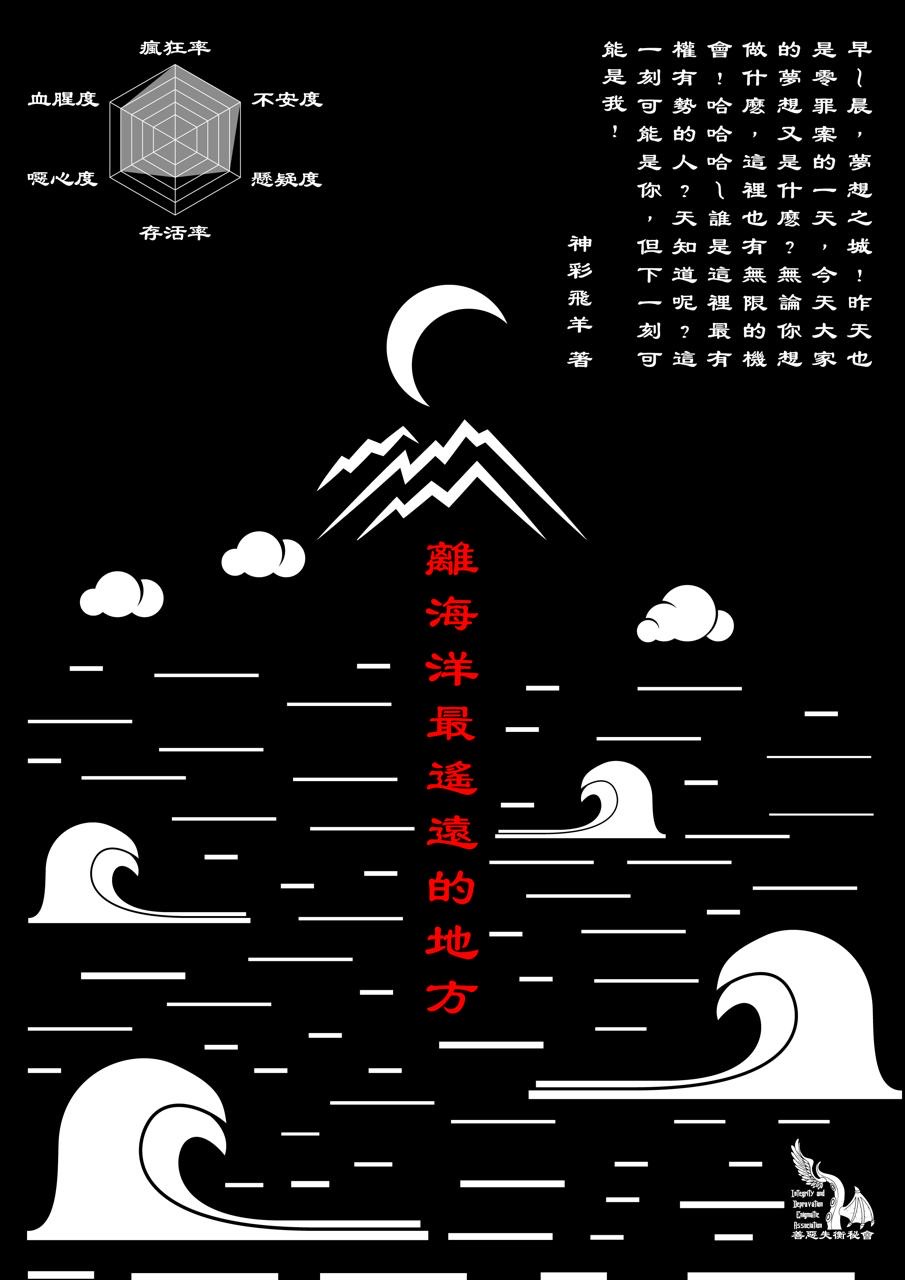 瘋狂率
血腥度
不安度
噁心度
懸疑度
存活率
早～晨，夢想之城！昨天也
是零罪案的一天，今天大家
的夢想又是什麼？無論你想
做什麼，這裡也有無限的機
會！哈哈哈～誰是這裡最有
權有勢的人？天知道呢？這
一刻可能是你，但下一刻可
能是我！
神彩飛羊 著
離海洋最遙遠的地方
Integrity and
Depravation
Enigmatic
Association
善惡失衡秘會